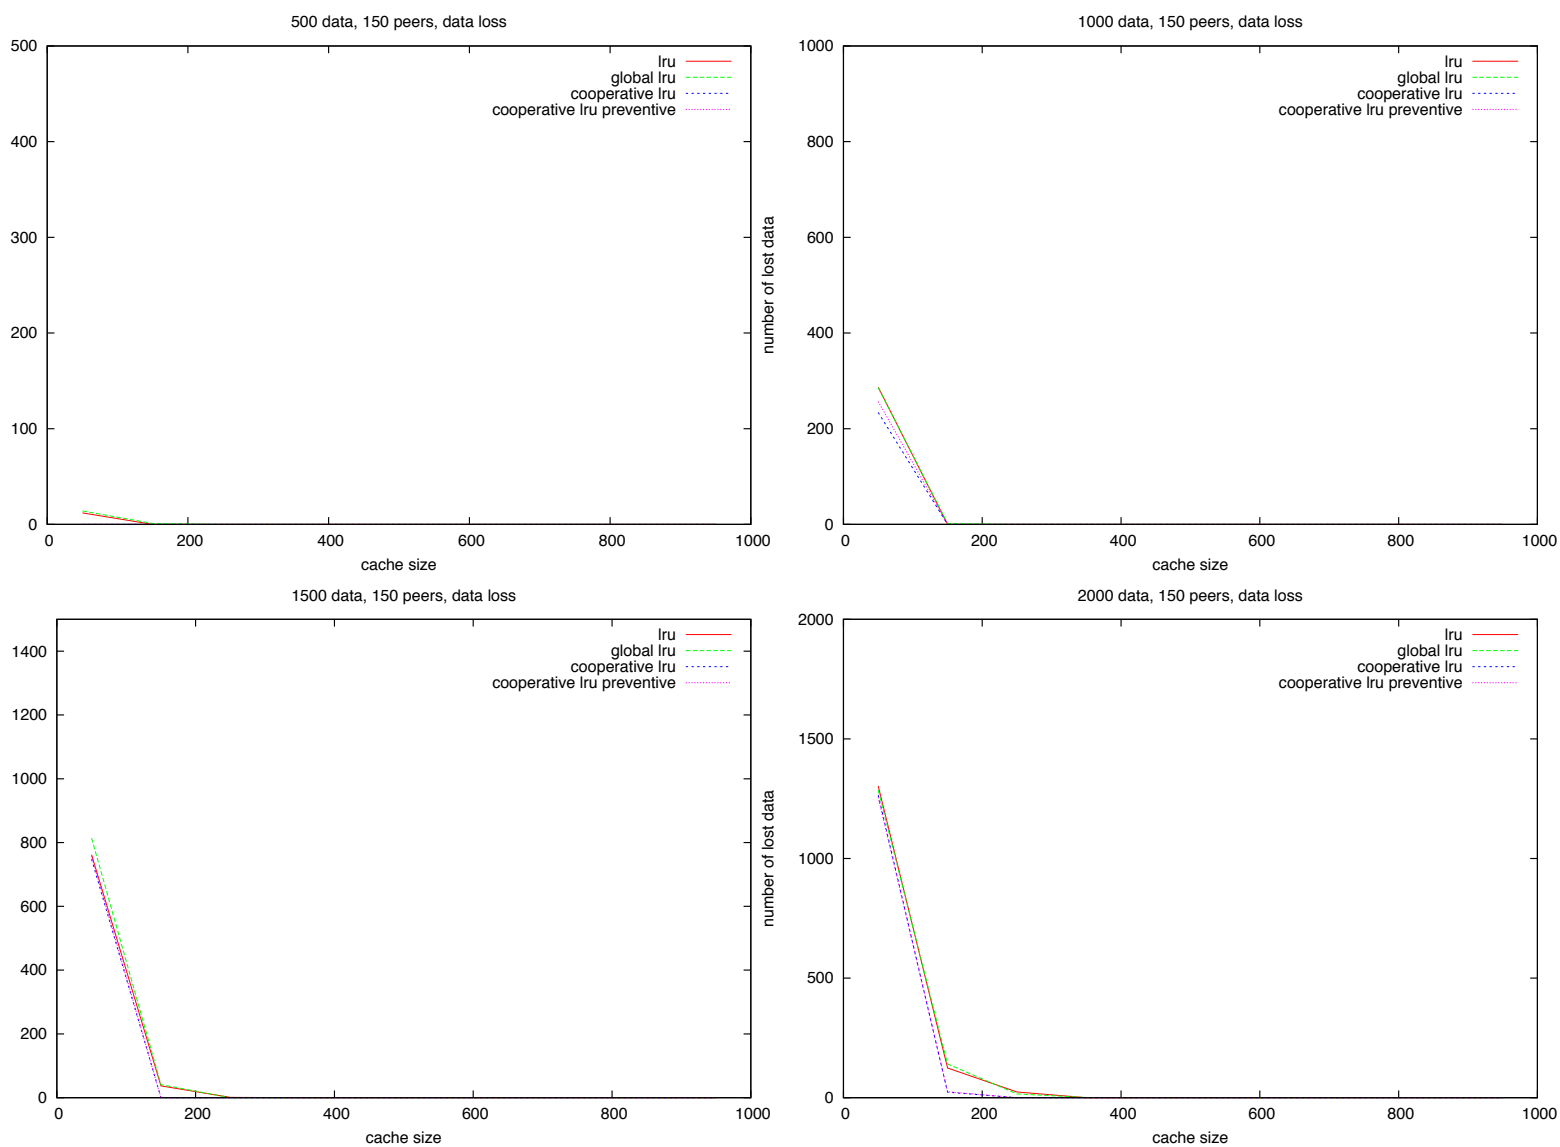 500 data, 150 peers, data loss
500
400
300
200
100
0
lru
global lru
cooperative lru
cooperative lru preventive
0 200 400 600 800 1000
cache size
1000 data, 150 peers, data loss
number of lost data
1000
800
600
400
200
0
lru
global lru
cooperative lru
cooperative lru preventive
0 200 400 600 800 1000
cache size
1500 data, 150 peers, data loss
1400
1200
1000
800
600
400
200
0
lru
global lru
cooperative lru
cooperative lru preventive
0 200 400 600 800 1000
cache size
2000 data, 150 peers, data loss
number of lost data
2000
1500
1000
500
0
lru
global lru
cooperative lru
cooperative lru preventive
0 200 400 600 800 1000
cache size